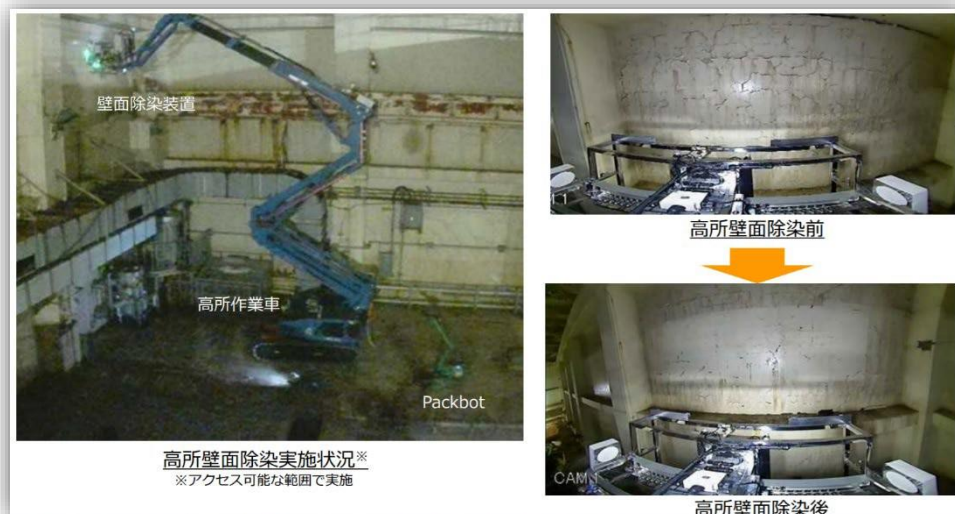 壁面除染装置
高所作業車
Packbot
高所壁面除染実施状況※
※アクセス可能な範囲で実施
高所壁面除染前
CAM1
高所壁面除染後